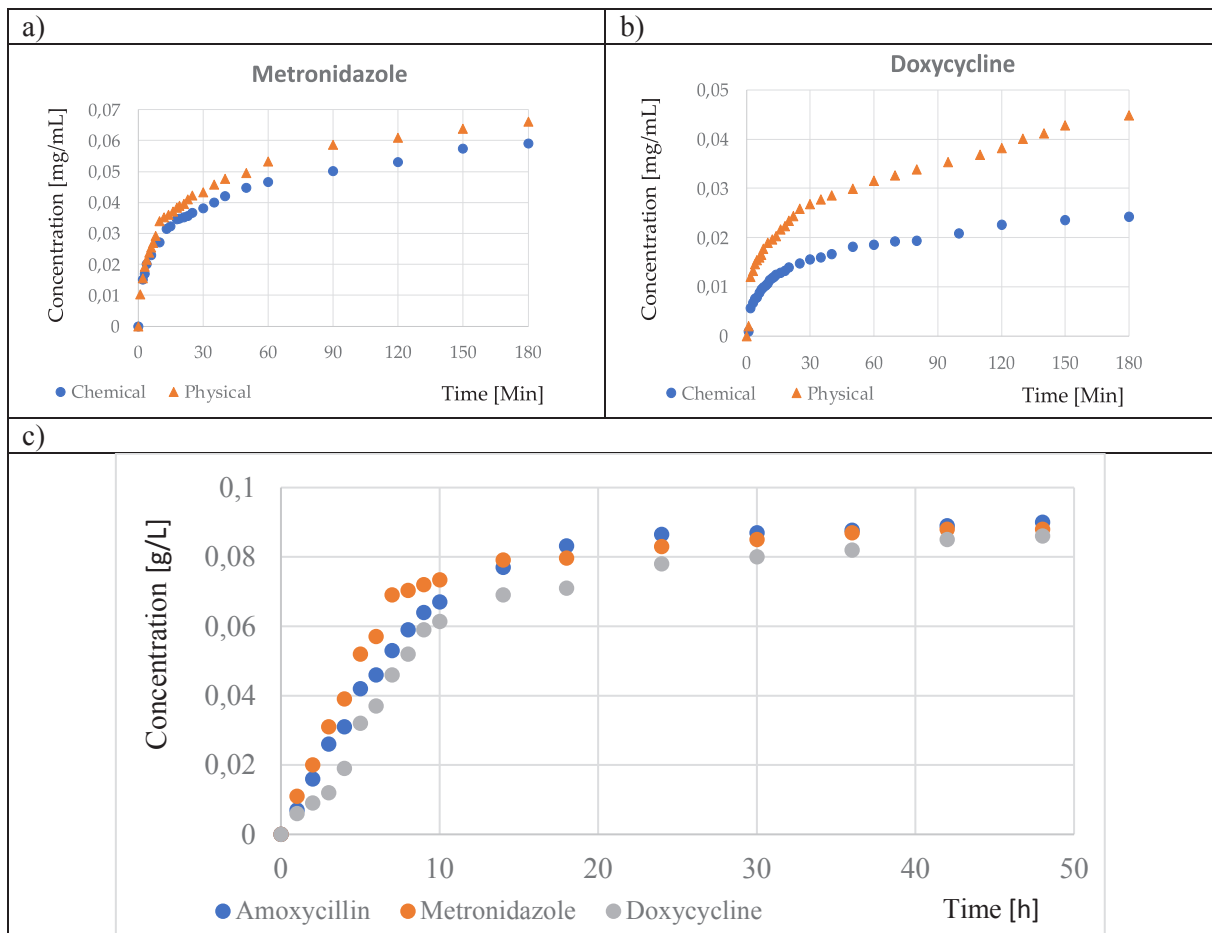 a)
b)
Metronidazole
Concentration [mg/mL]
0,07
0,06
0,05
0,04
0,03
0,02
0,01
0
0 30 60 90 120 150 180
Chemical Physical
Time [Min]
Doxycycline
Concentration [mg/mL]
0,05
0,04
0,03
0,02
0,01
0
0 30 60 90 120 150 180
Chemical Physical
Time [Min]
c)
Concentration [g/L]
0,1
0,08
0,06
0,04
0,02
0
0 10 20 30 40 50
Amoxycillin Metronidazole Doxycycline
Time [h]